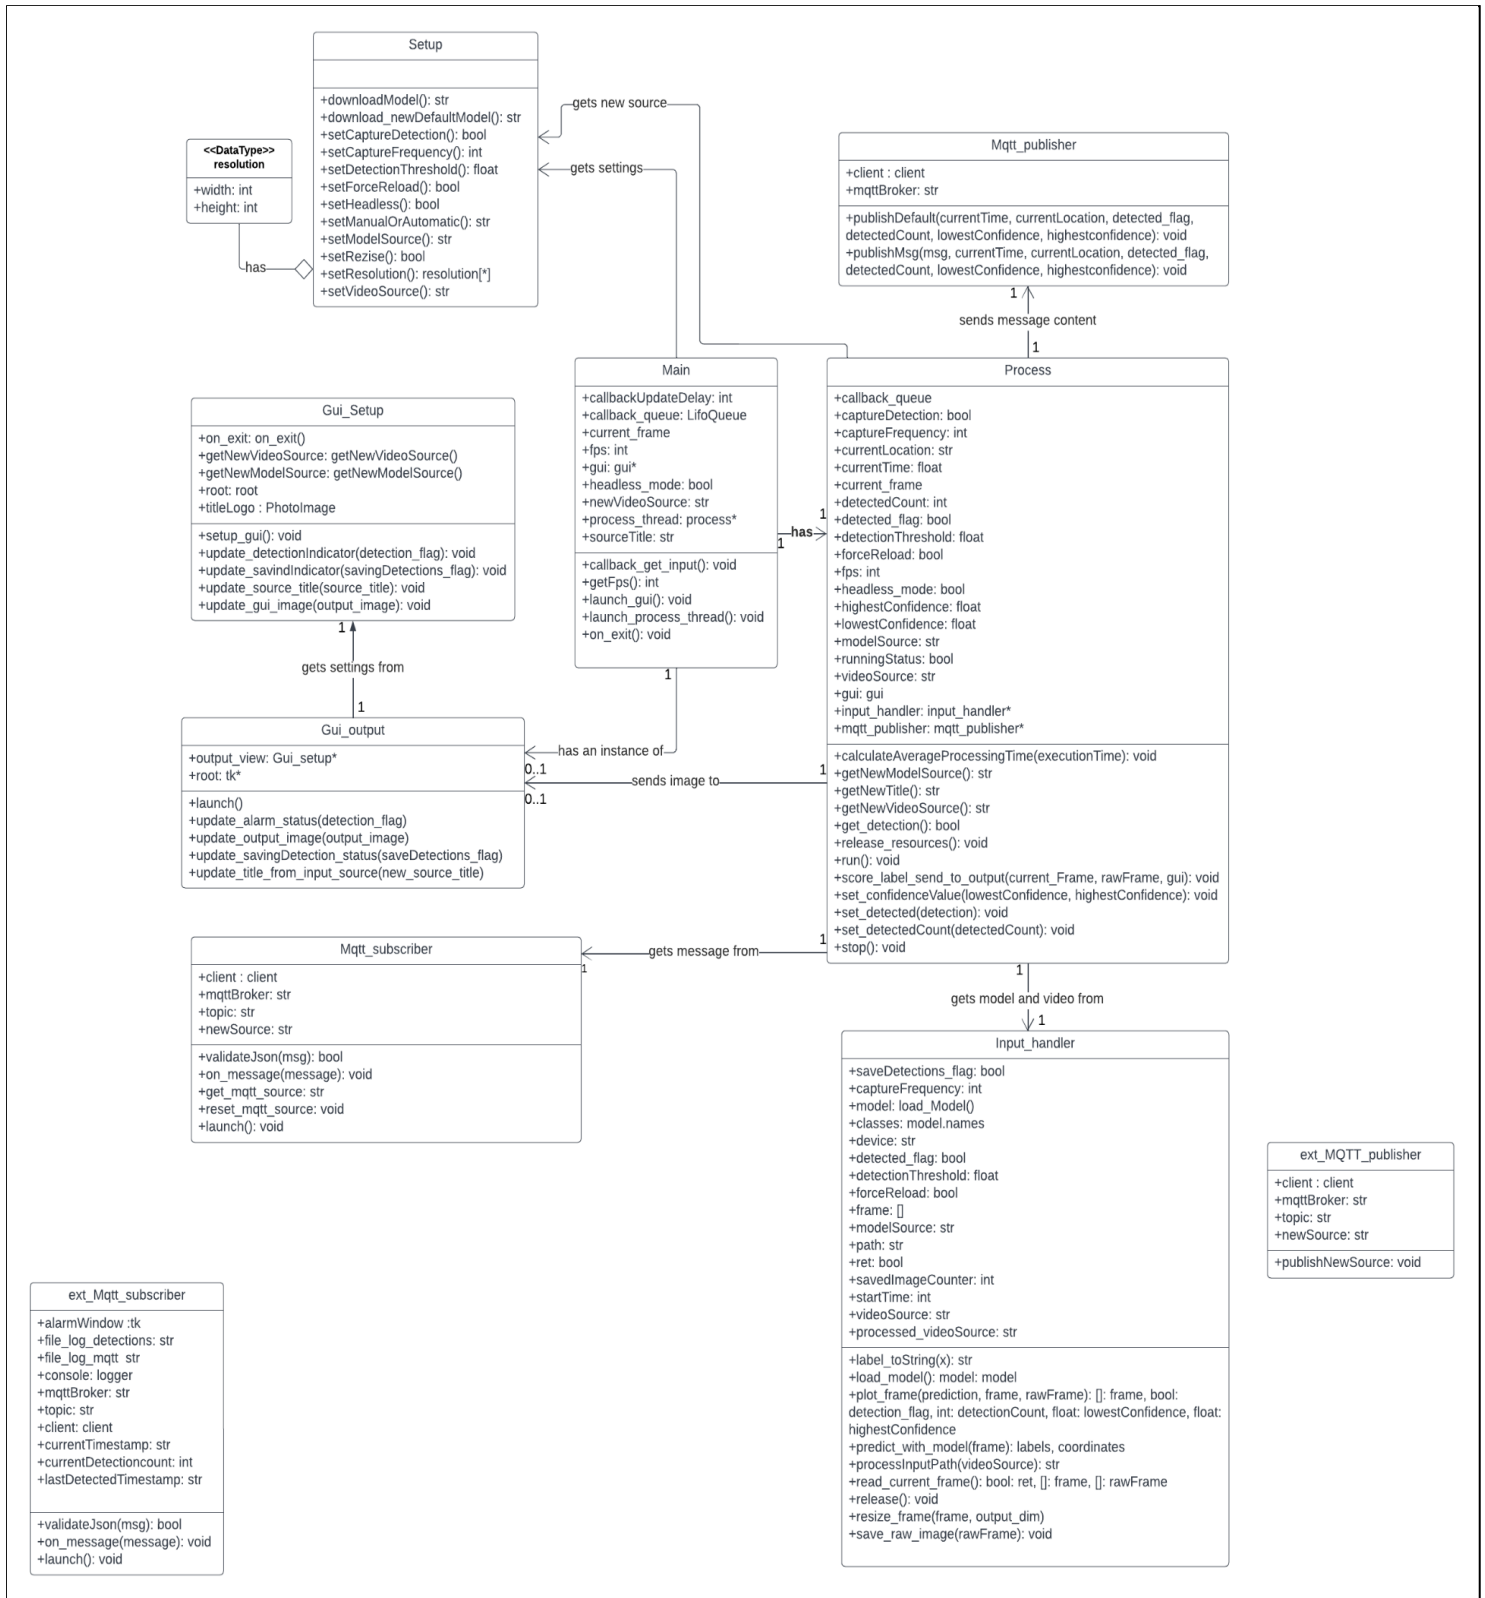 Setup
+downloadModel(): str
+download_newDefaultModel(): str
+setCaptureDetection(): bool
+setCaptureFrequency(): int
+setDetectionThreshold(): float
+setForceReload(): bool
+setHeadless(): bool
+setManualOrAutomatic(): str
+setModelSource(): str
+setRezise(): bool
+setResolution(): resolution[*]
+setVideoSource(): str
<<DataType>>
resolution
+width: int
+height: int
has
gets new source
gets settings
Mqtt_publisher
+client : client
+mqttBroker: str
+publishDefault(currentTime, currentLocation, detected_flag,
detectedCount, lowestConfidence, highestconfidence): void
+publishMsg(msg, currentTime, currentLocation, detected_flag,
detectedCount, lowestConfidence, highestconfidence): void
1
sends message content
1
Gui_Setup
+on_exit: on_exit()
+getNewVideoSource: getNewVideoSource()
+getNewModelSource: getNewModelSource()
+root: root
+titleLogo : PhotoImage
+setup_gui(): void
+update_detectionIndicator(detection_flag): void
+update_savindIndicator(savingDetections_flag): void
+update_source_title(source_title): void
+update_gui_image(output_image): void
1
gets settings from
1
Main
+callbackUpdateDelay: int
+callback_queue: LifoQueue
+current_frame
+fps: int
+gui: gui*
+headless_mode: bool
+newVideoSource: str
+process_thread: process*
+sourceTitle: str
+callback_get_input(): void
+getFps(): int
+launch_gui(): void
+launch_process_thread(): void
+on_exit(): void
1
has
1
1
has an instance of
0..1
Process
+callback_queue
+captureDetection: bool
+captureFrequency: int
+currentLocation: str
+currentTime: float
+current_frame
+detectedCount: int
+detected_flag: bool
+detectionThreshold: float
+forceReload: bool
+fps: int
+headless_mode: bool
+highestConfidence: float
+lowestConfidence: float
+modelSource: str
+runningStatus: bool
+videoSource: str
+gui: gui
+input_handler: input_handler*
+mqtt_publisher: mqtt_publisher*
+calculateAverageProcessingTime(executionTime): void
+getNewModelSource(): str
+getNewTitle(): str
+getNewVideoSource(): str
+get_detection(): bool
+release_resources(): void
+run(): void
+score_label_send_to_output(current_Frame, rawFrame, gui): void
+set_confidenceValue(lowestConfidence, highestConfidence): void
+set_detected(detection): void
+set_detectedCount(detectedCount): void
+stop(): void
Gui_output
+output_view: Gui_setup*
+root: tk*
+launch()
+update_alarm_status(detection_flag)
+update_output_image(output_image)
+update_savingDetection_status(saveDetections_flag)
+update_title_from_input_source(new_source_title)
1
sends image to
0..1
Mqtt_subscriber
+client : client
+mqttBroker: str
+topic: str
+newSource: str
+validateJson(msg): bool
+on_message(message): void
+get_mqtt_source: str
+reset_mqtt_source: void
+launch(): void
1
gets message from
1
1
gets model and video from
1
Input_handler
+saveDetections_flag: bool
+captureFrequency: int
+model: load_Model()
+classes: model.names
+device: str
+detected_flag: bool
+detectionThreshold: float
+forceReload: bool
+frame: []
+modelSource: str
+path: str
+ret: bool
+savedImageCounter: int
+startTime: int
+videoSource: str
+processed_videoSource: str
+label_toString(x): str
+load_model(): model: model
+plot_frame(prediction, frame, rawFrame): []: frame, bool:
detection_flag, int: detectionCount, float: lowestConfidence, float:
highestConfidence
+predict_with_model(frame): labels, coordinates
+processInputPath(videoSource): str
+read_current_frame(): bool: ret, []: frame, []: rawFrame
+release(): void
+resize_frame(frame, output_dim)
+save_raw_image(rawFrame): void
ext_MQTT_publisher
+client : client
+mqttBroker: str
+topic: str
+newSource: str
+publishNewSource: void
ext_Mqtt_subscriber
+alarmWindow :tk
+file_log_detections: str
+file_log_mqtt  str
+console: logger
+mqttBroker: str
+topic: str
+client: client
+currentTimestamp: str
+currentDetectioncount: int
+lastDetectedTimestamp: str
+validateJson(msg): bool
+on_message(message): void
+launch(): void